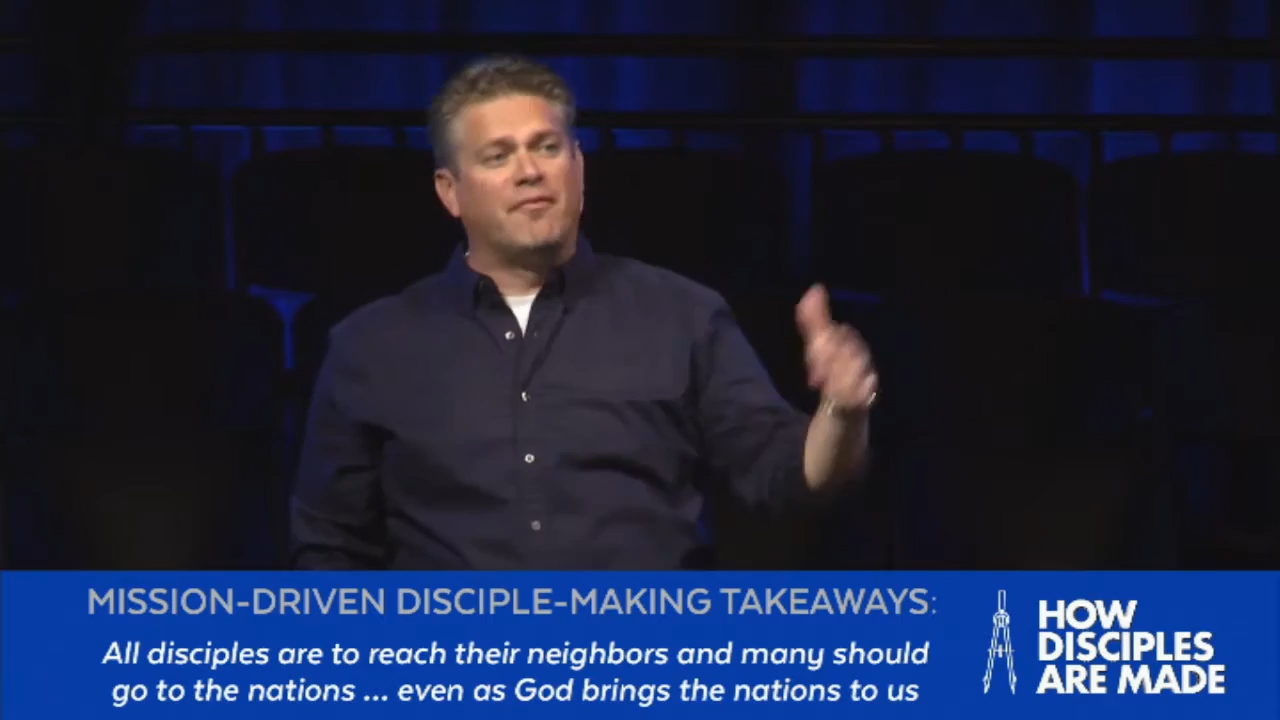 MISSION-DRIVEN DISCIPLE-MAKING TAKEAWAYS:
All disciples are to reach their neighbors and many should
go to the nations ... even as God brings the nations to us
HOW
DISCIPLES
ARE MADE